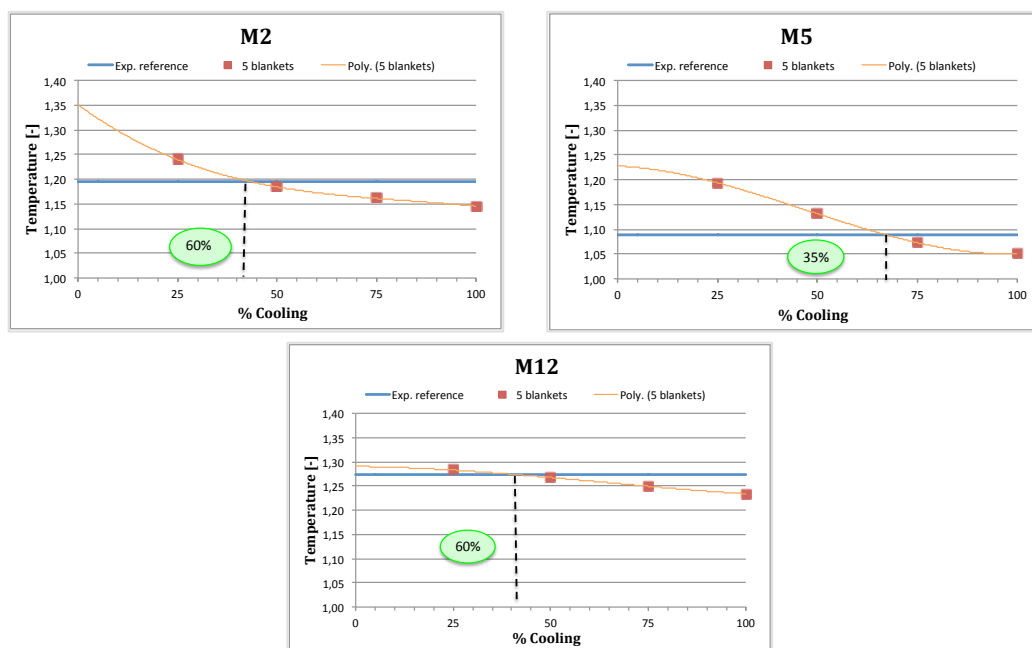 M2
Exp. reference 5 blankets Poly. (5 blankets)
Temperature [-]
1,40
1,35
1,30
1,25
1,20
1,15
1,10
1,05
1,00
60%
0 25 50 75 100
% Cooling
M5
Exp. reference 5 blankets Poly. (5 blankets)
Temperature [-]
1,40
1,35
1,30
1,25
1,20
1,15
1,10
1,05
1,00
35%
0 25 50 75 100
% Cooling
M12
Exp. reference 5 blankets Poly. (5 blankets)
Temperature [-]
1,40
1,35
1,30
1,25
1,20
1,15
1,10
1,05
1,00
60%
0 25 50 75 100
% Cooling